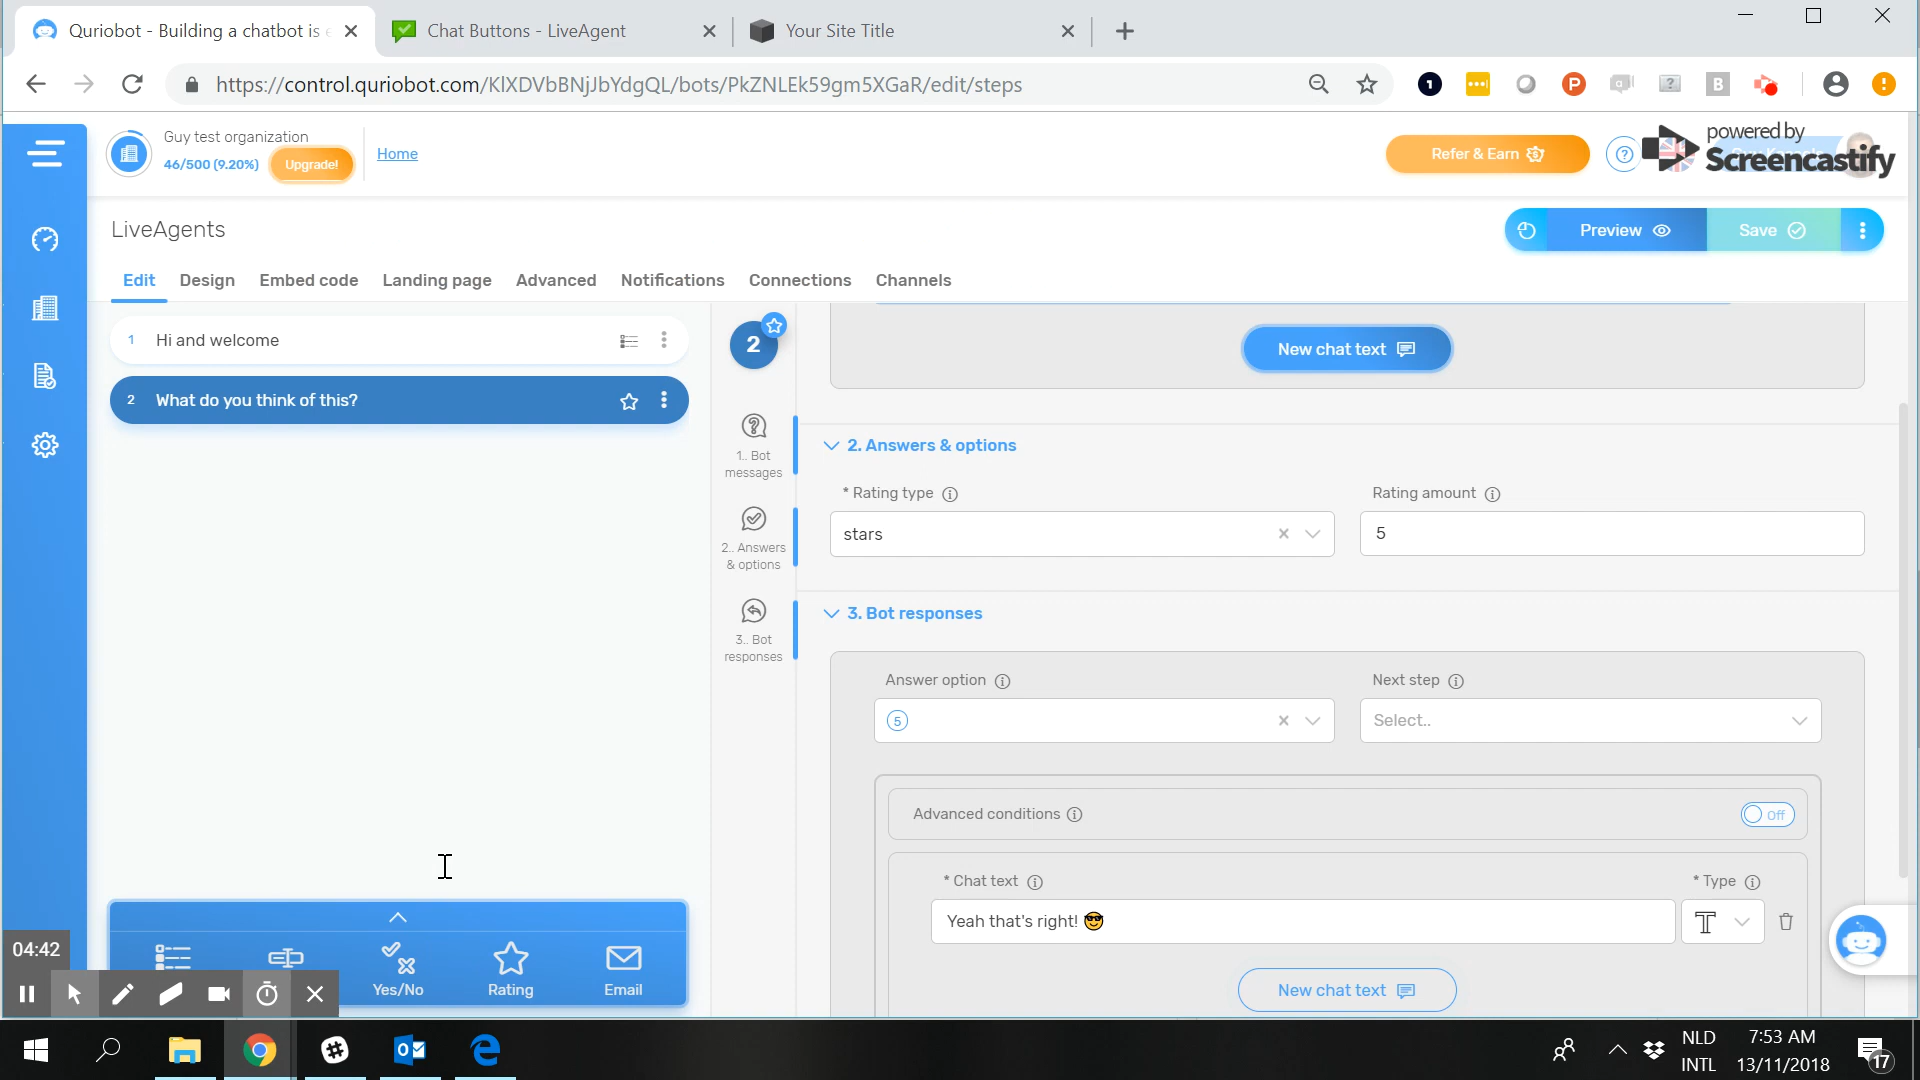 Quriobot - Building a chatbot is e
Chat Buttons - LiveAgent
Your Site Title
https://control.quriobot.com/KlXDVbBNjJbYdgQL/bots/PkZNLEk59gm5XGaR/edit/steps
Guy test organization
46/500 (9.20%)
Upgrade!
Home
Refer & Earn
powered by
Screencastify
LiveAgents
Preview
Save
Edit
Design
Embed code
Landing page
Advanced
Notifications
Connections
Channels
1 Hi and welcome
2 What do you think of this?
2
1.. Bot
messages
2.. Answers
& options
3.. Bot
responses
New chat text
2. Answers & options
* Rating type
Rating amount
stars
5
3. Bot responses
Answer option
Next step
5
Select..
Advanced conditions
Off
* Chat text
* Type
Yeah that's right! 😎
T
New chat text
04:42
Yes/No
Rating
Email
NLD
INTL
7:53 AM
13/11/2018
17